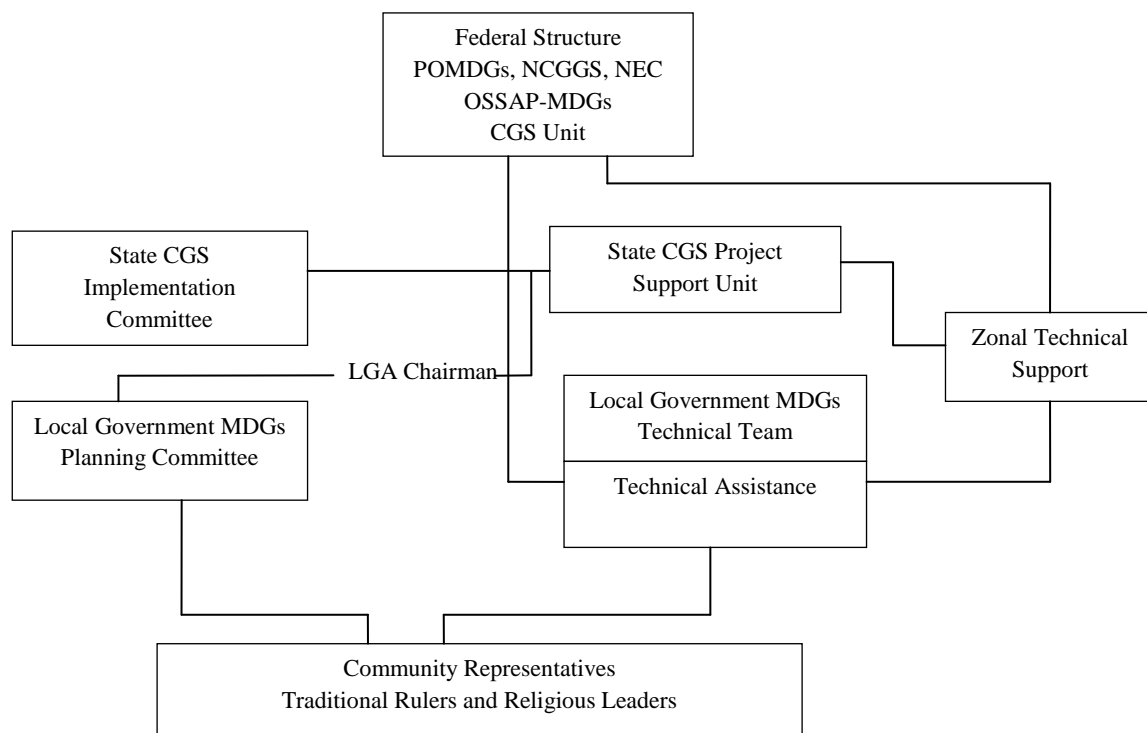 Federal Structure
POMDGs, NCGGS, NEC
OSSAP-MDGs
CGS Unit
State CGS
Implementation
Committee
State CGS Project
Support Unit
Zonal Technical
Support
LGA Chairman
Local Government MDGs
Planning Committee
Local Government MDGs
Technical Team
Technical Assistance
Community Representatives
Traditional Rulers and Religious Leaders